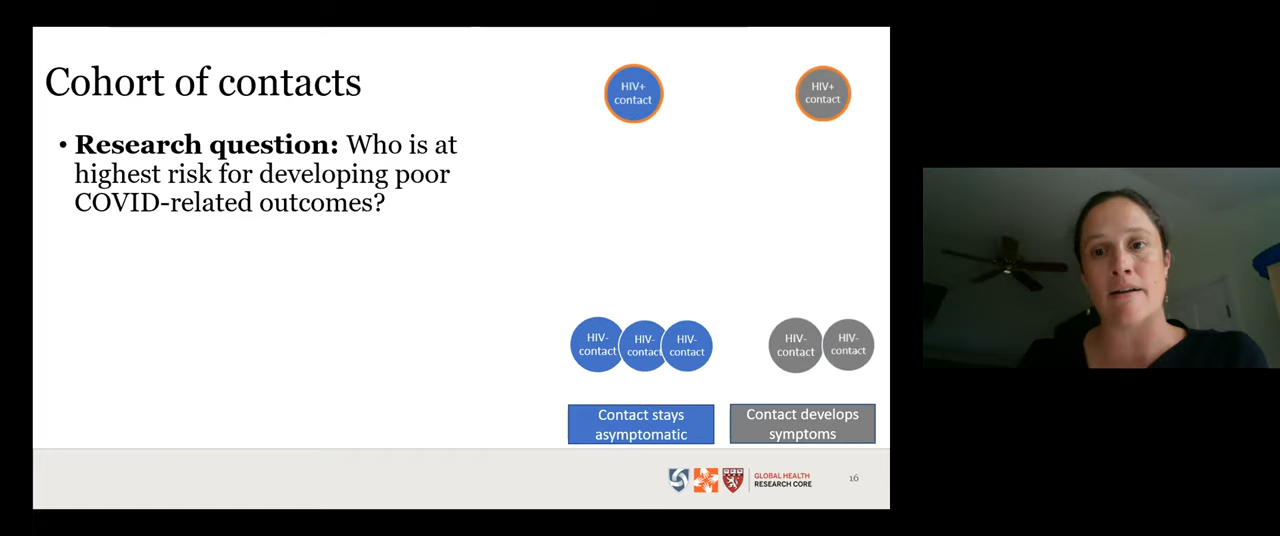 Cohort of contacts
• Research question: Who is at
highest risk for developing poor
COVID-related outcomes?
HIV+
contact
HIV+
contact
HIV-
contact
HIV-
contact
HIV-
contact
HIV-
contact
HIV-
contact
Contact stays
asymptomatic
Contact develops
symptoms
GLOBAL HEALTH
RESEARCH CORE
16